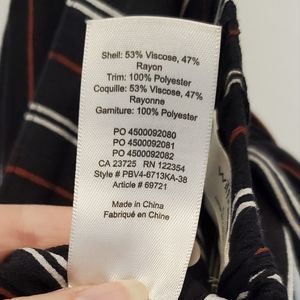 Shell: 53% Viscose, 47%
Rayon
Trim: 100% Polyester
Coquille: 53% Viscose, 47%
Rayonne
Garniture: 100% Polyester
PO 4500092080
PO 4500092081
PO 4500092082
CA 23725 RN 122354
Style # PBV4-6713KA-38
Article # 69721
Made in China
Fabriqué en Chine